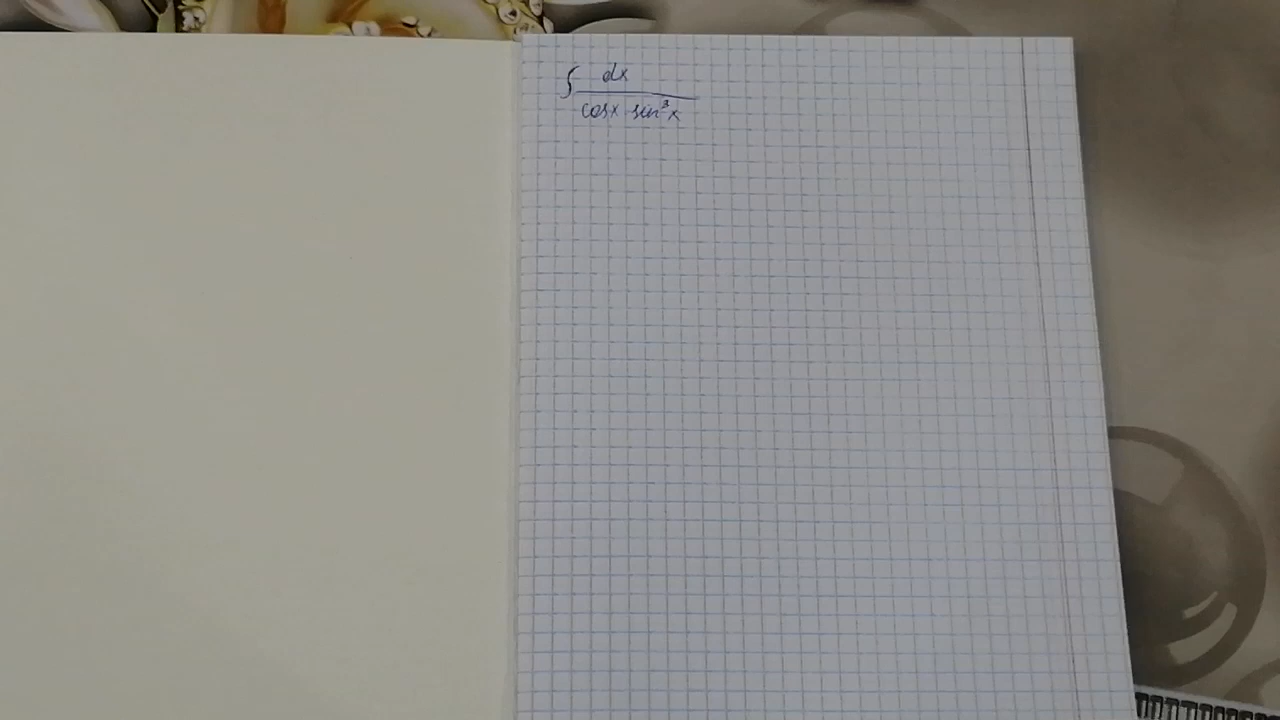 ∫ dx
cosx sin³x